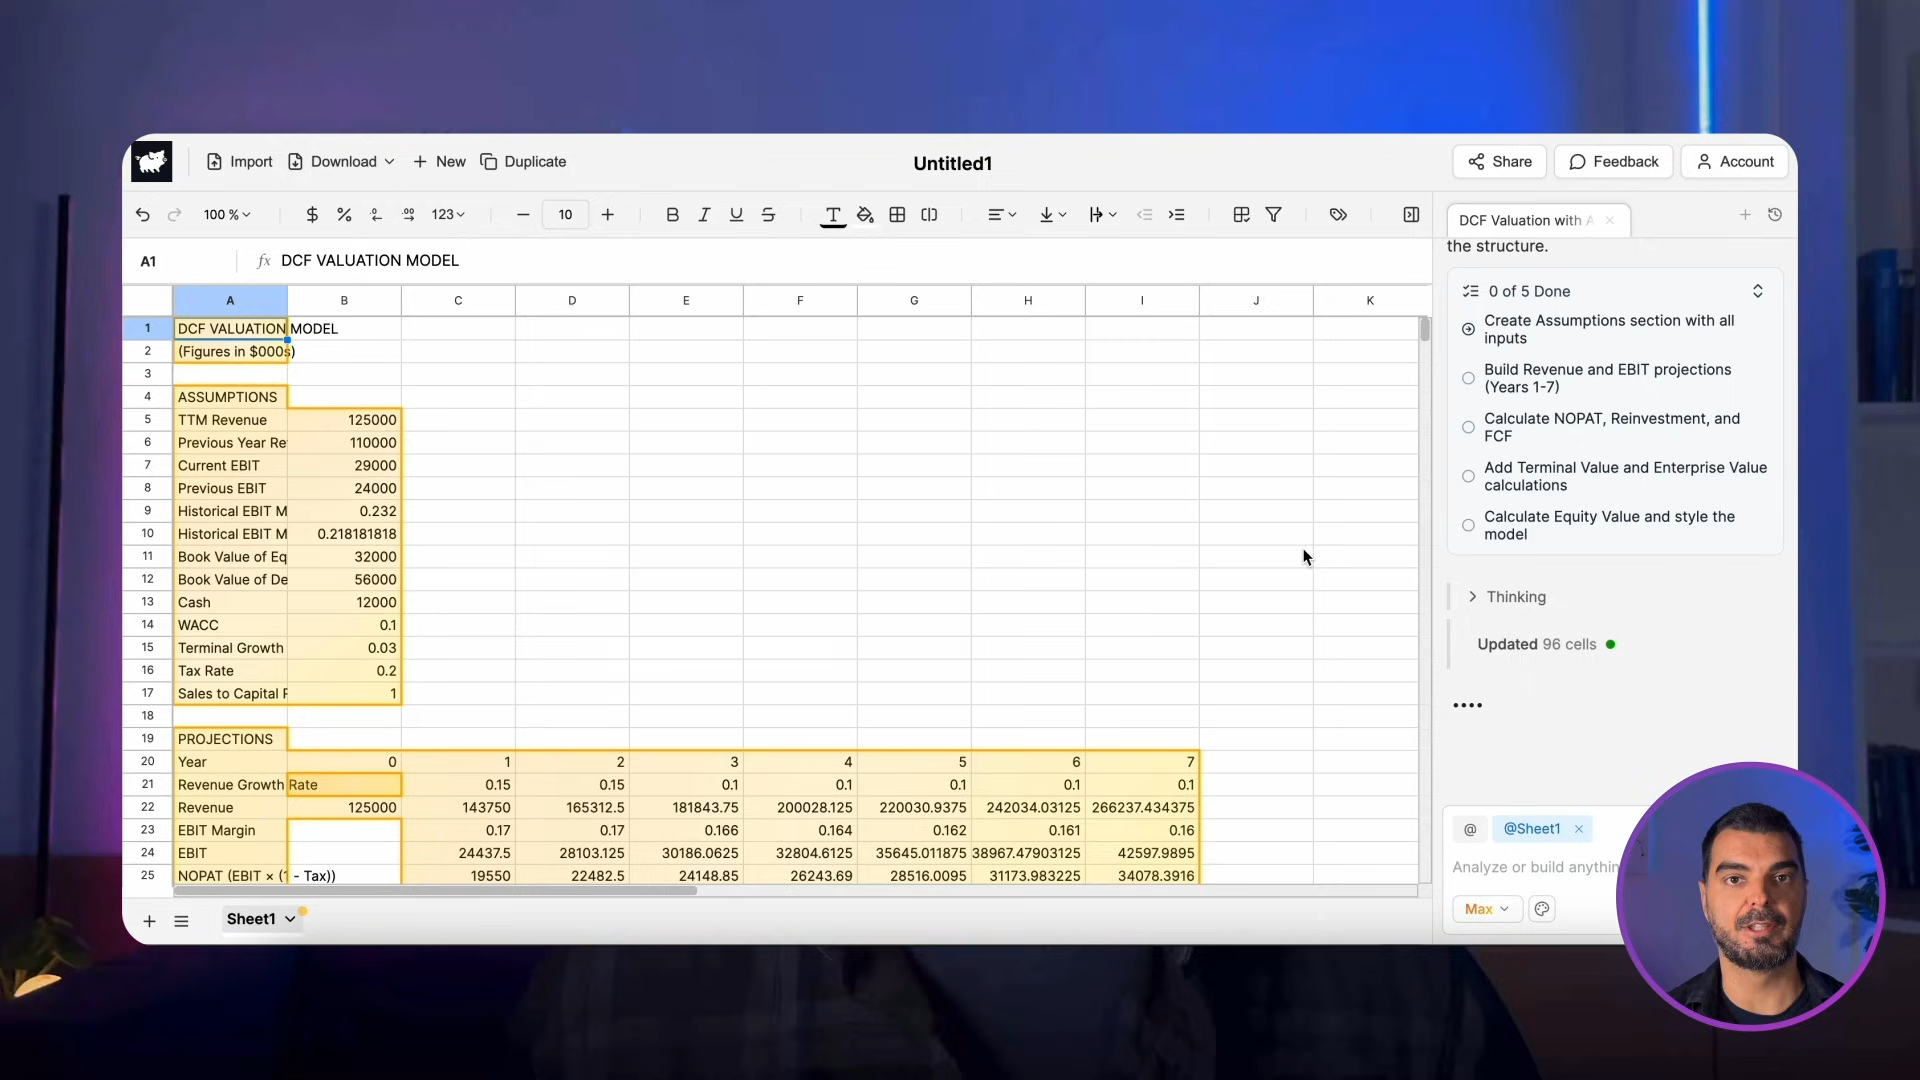 Import
Download
New
Duplicate
Untitled1
Share
Feedback
Account
100 %
$ % .0 .00 123
10
B I U S T
DCF Valuation with A
the structure.
A1 fx DCF VALUATION MODEL
A B C D E F G H I J K
1 DCF VALUATION MODEL
2 (Figures in $000s)
3
4 ASSUMPTIONS
5 TTM Revenue 125000
6 Previous Year Re 110000
7 Current EBIT 29000
8 Previous EBIT 24000
9 Historical EBIT M 0.232
10 Historical EBIT M 0.218181818
11 Book Value of Eq 32000
12 Book Value of De 56000
13 Cash 12000
14 WACC 0.1
15 Terminal Growth 0.03
16 Tax Rate 0.2
17 Sales to Capital R 1
18
19 PROJECTIONS
20 Year 0 1 2 3 4 5 6 7
21 Revenue Growth Rate 0.15 0.15 0.1 0.1 0.1 0.1 0.1
22 Revenue 125000 143750 165312.5 181843.75 200028.125 220030.9375 242034.03125 266237.434375
23 EBIT Margin 0.17 0.17 0.166 0.164 0.162 0.161 0.16
24 EBIT 24437.5 28103.125 30186.0625 32804.6125 35645.011875 38967.47903125 42597.9895
25 NOPAT (EBIT × (1 - Tax)) 19550 22482.5 24148.85 26243.69 28516.0095 31173.983225 34078.3916
Sheet1
0 of 5 Done
Create Assumptions section with all
inputs
Build Revenue and EBIT projections
(Years 1-7)
Calculate NOPAT, Reinvestment, and
FCF
Add Terminal Value and Enterprise Value
calculations
Calculate Equity Value and style the
model
Thinking
Updated 96 cells
@ @Sheet1
Analyze or build anythin
Max